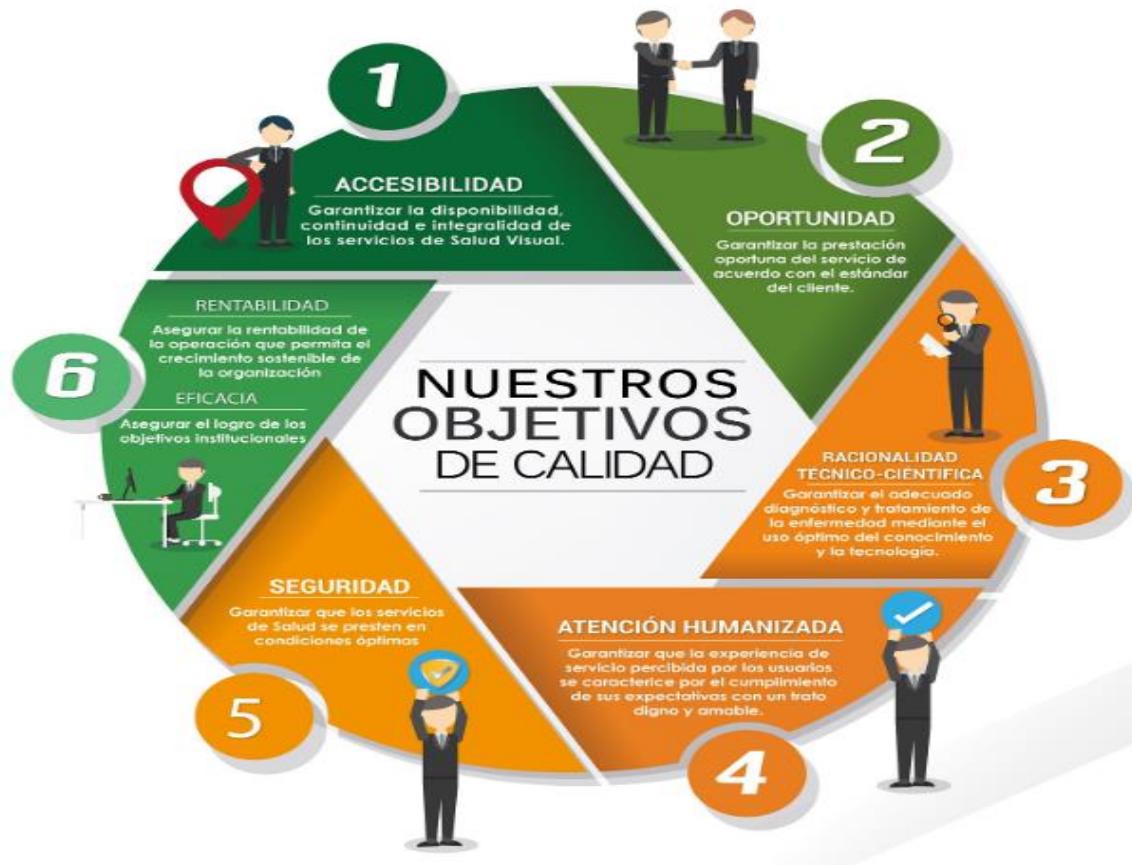 NUESTROS
OBJETIVOS
DE CALIDAD
1
ACCESIBILIDAD
Garantizar la disponibilidad,
continuidad e integralidad de
los servicios de Salud Visual.
2
OPORTUNIDAD
Garantizar la prestación
oportuna del servicio de
acuerdo con el estándar
del cliente.
3
RACIONALIDAD
TÉCNICO-CIENTÍFICA
Garantizar el adecuado
diagnóstico y tratamiento de
la enfermedad mediante el
uso óptimo del conocimiento
y la tecnología.
4
ATENCIÓN HUMANIZADA
Garantizar que la experiencia de
servicio percibida por los usuarios
se caracterice por el cumplimiento
de sus expectativas con un trato
digno y amable.
5
SEGURIDAD
Garantizar que los servicios
de Salud se presten en
condiciones óptimas
6
RENTABILIDAD
Asegurar la rentabilidad de
la operación que permita el
crecimiento sostenible de
la organización
EFICACIA
Asegurar el logro de los
objetivos institucionales